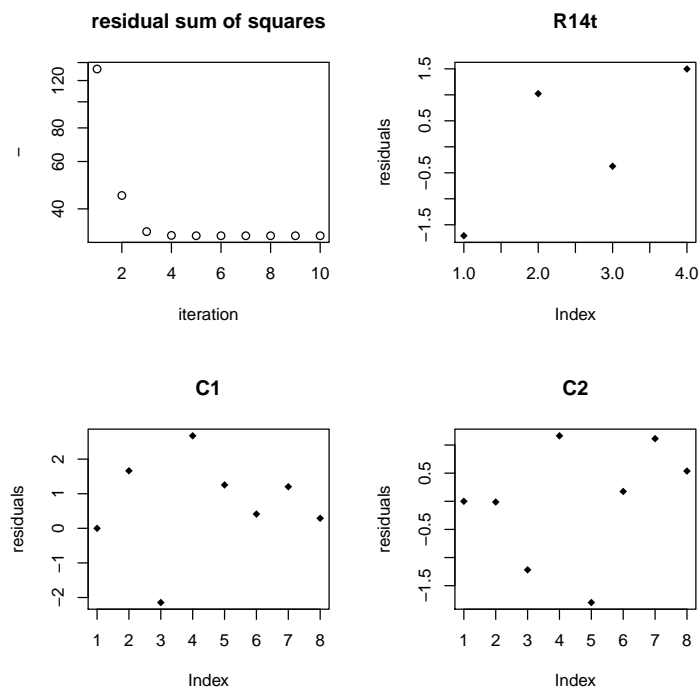 residual sum of squares
120
80
60
40
–
2 4 6 8 10
iteration
R14t
1.5
0.5
−0.5
−1.5
residuals
1.0 2.0 3.0 4.0
Index
C1
2
1
0
−1
−2
residuals
1 2 3 4 5 6 7 8
Index
C2
0.5
−0.5
−1.5
residuals
1 2 3 4 5 6 7 8
Index